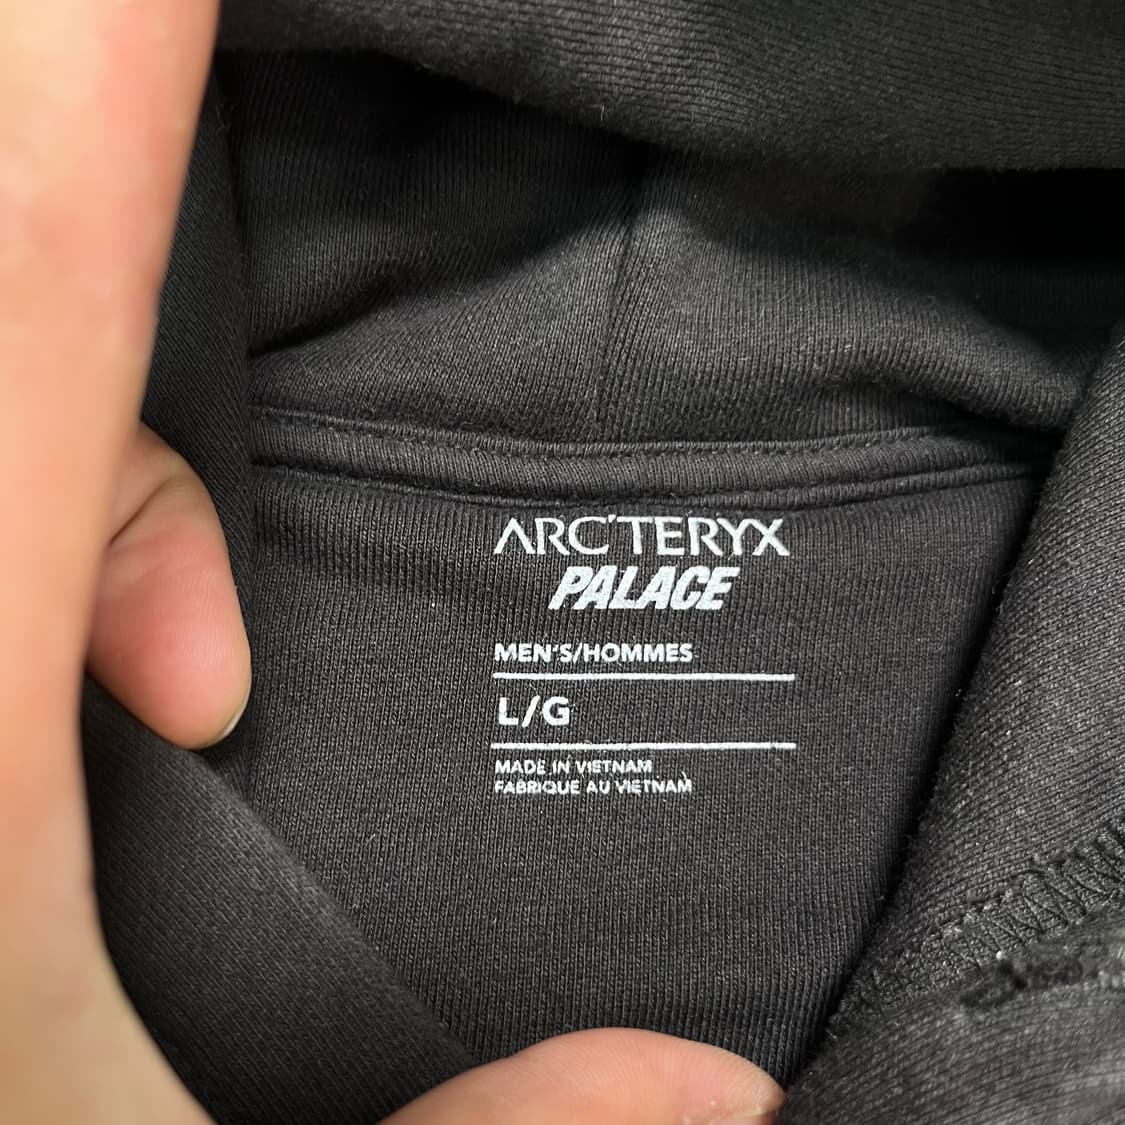 ARC'TERYX
PALACE
MEN'S/HOMMES
L/G
MADE IN VIETNAM
FABRIQUE AU VIETNAM